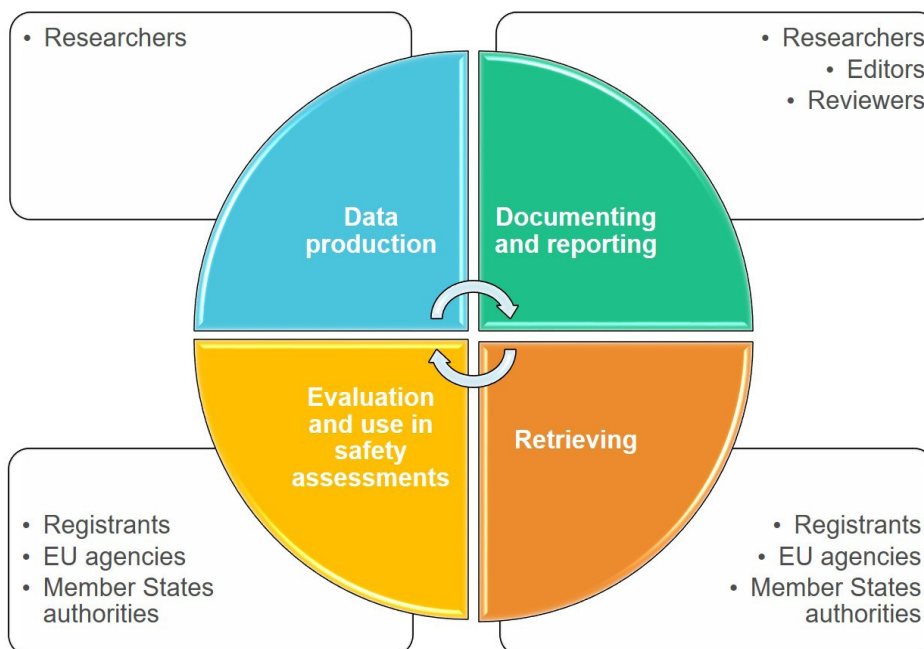 • Researchers
• Researchers
• Editors
• Reviewers
Data
production
Documenting
and reporting
Evaluation
and use in
safety
assessments
Retrieving
• Registrants
• EU agencies
• Member States
authorities
• Registrants
• EU agencies
• Member States
authorities